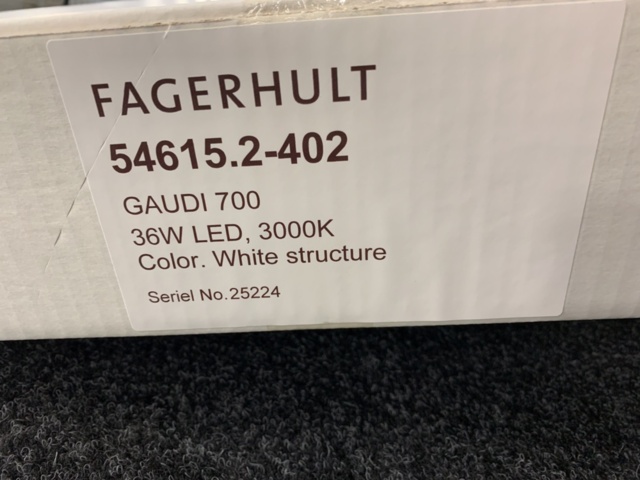 FAGERHULT
54615.2-402
GAUDI 700
36W LED, 3000K
Color. White structure
Seriel No.25224